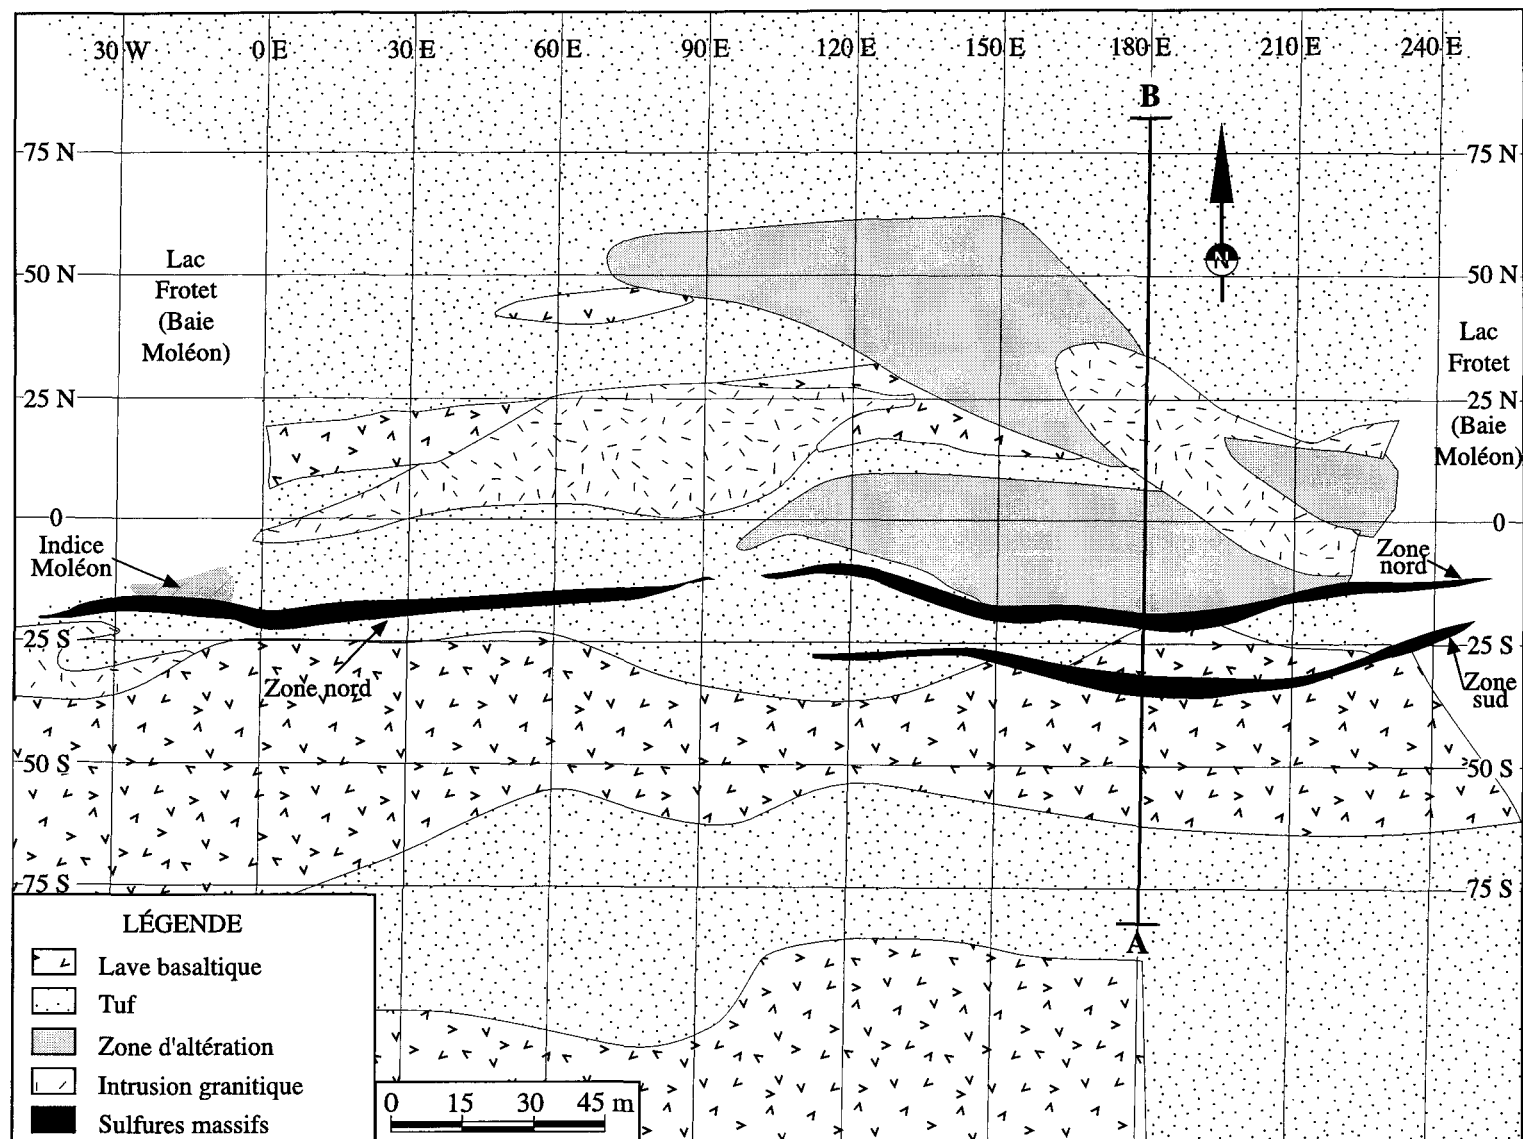 30 W 0 E 30 E 60 E 90 E 120 E 150 E 180 E 210 E 240 E
B
75 N 75 N
N
Lac
Frotet
(Baie
Moléon)
50 N 50 N
Lac
Frotet
(Baie
Moléon)
25 N 25 N
0 0
Indice
Moléon
Zone
nord
25 S 25 S
Zone nord
Zone
sud
50 S 50 S
75 S 75 S
A
LÉGENDE
Lave basaltique
Tuf
Zone d'altération
Intrusion granitique
Sulfures massifs
0 15 30 45 m